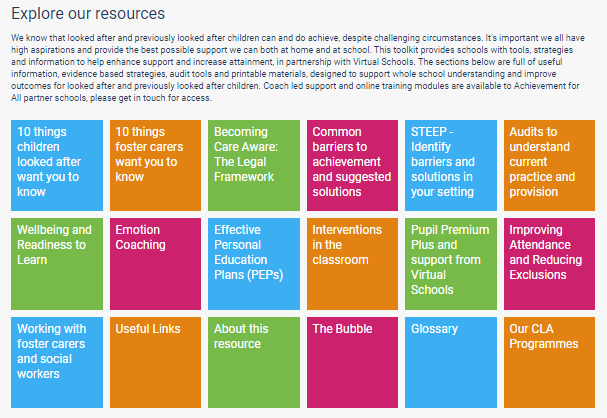 Explore our resources
We know that looked after and previously looked after children can and do achieve, despite challenging circumstances. It's important we all have
high aspirations and provide the best possible support we can both at home and at school. This toolkit provides schools with tools, strategies
and information to help enhance support and increase attainment, in partnership with Virtual Schools. The sections below are full of useful
information, evidence based strategies, audit tools and printable materials, designed to support whole school understanding and improve
outcomes for looked after and previously looked after children. Coach led support and online training modules are available to Achievement for
All partner schools, please get in touch for access.
10 things
children
looked after
want you to
know
10 things
foster carers
want you to
know
Becoming
Care Aware:
The Legal
Framework
Common
barriers to
achievement
and suggested
solutions
STEEP -
Identify
barriers and
solutions in
your setting
Audits to
understand
current
practice and
provision
Wellbeing and
Readiness to
Learn
Emotion
Coaching
Effective
Personal
Education
Plans (PEPs)
Interventions
in the
classroom
Pupil Premium
Plus and
support from
Virtual
Schools
Improving
Attendance
and Reducing
Exclusions
Working with
foster carers
and social
workers
Useful Links
About this
resource
The Bubble
Glossary
Our CLA
Programmes